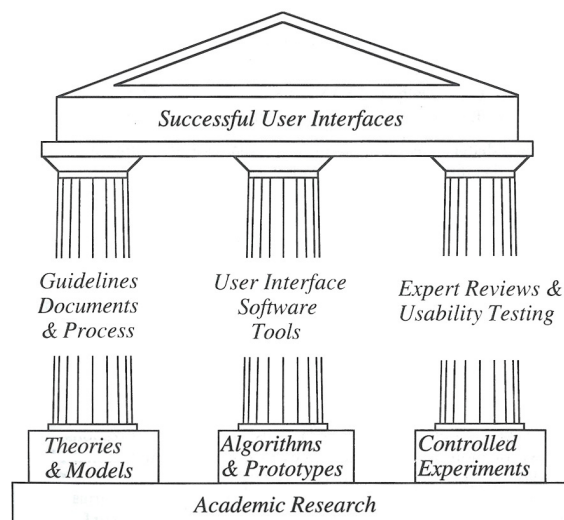 Successful User Interfaces
Guidelines
Documents
& Process
User Interface
Software
Tools
Expert Reviews &
Usability Testing
Theories
& Models
Algorithms
& Prototypes
Controlled
Experiments
Academic Research